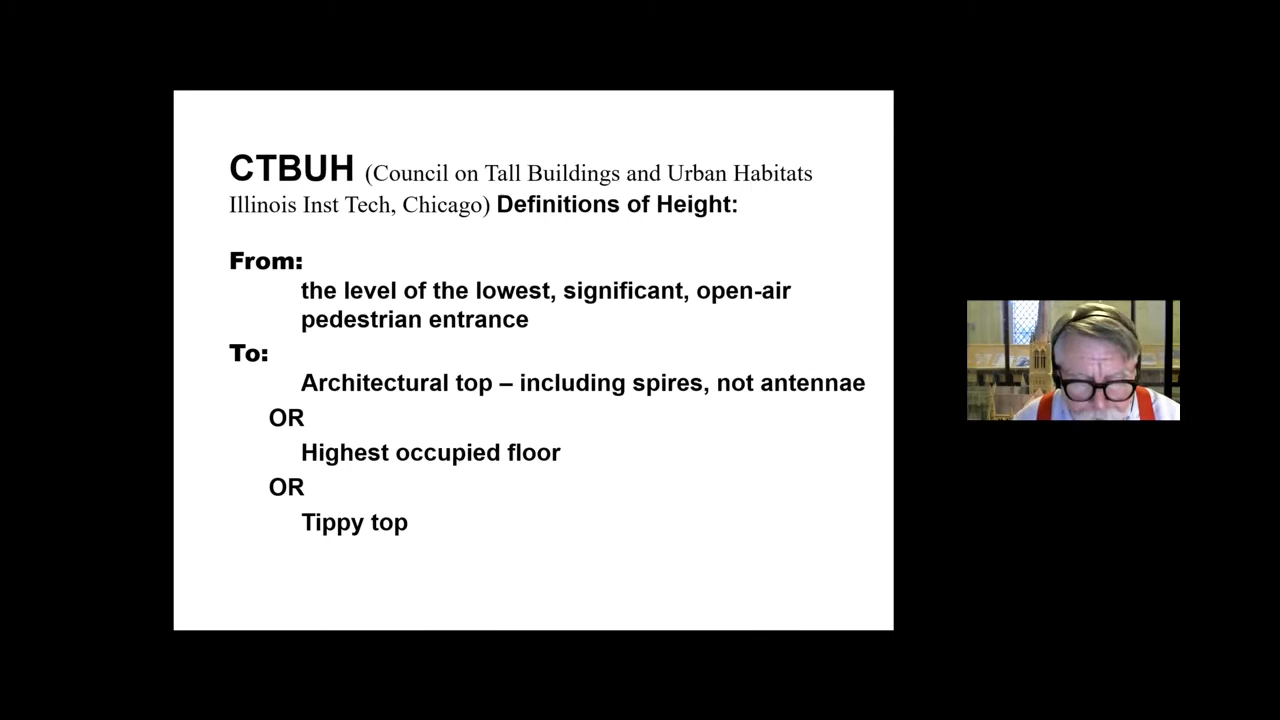 CTBUH (Council on Tall Buildings and Urban Habitats
Illinois Inst Tech, Chicago) Definitions of Height:
From:
the level of the lowest, significant, open-air
pedestrian entrance
To:
Architectural top – including spires, not antennae
OR
Highest occupied floor
OR
Tippy top